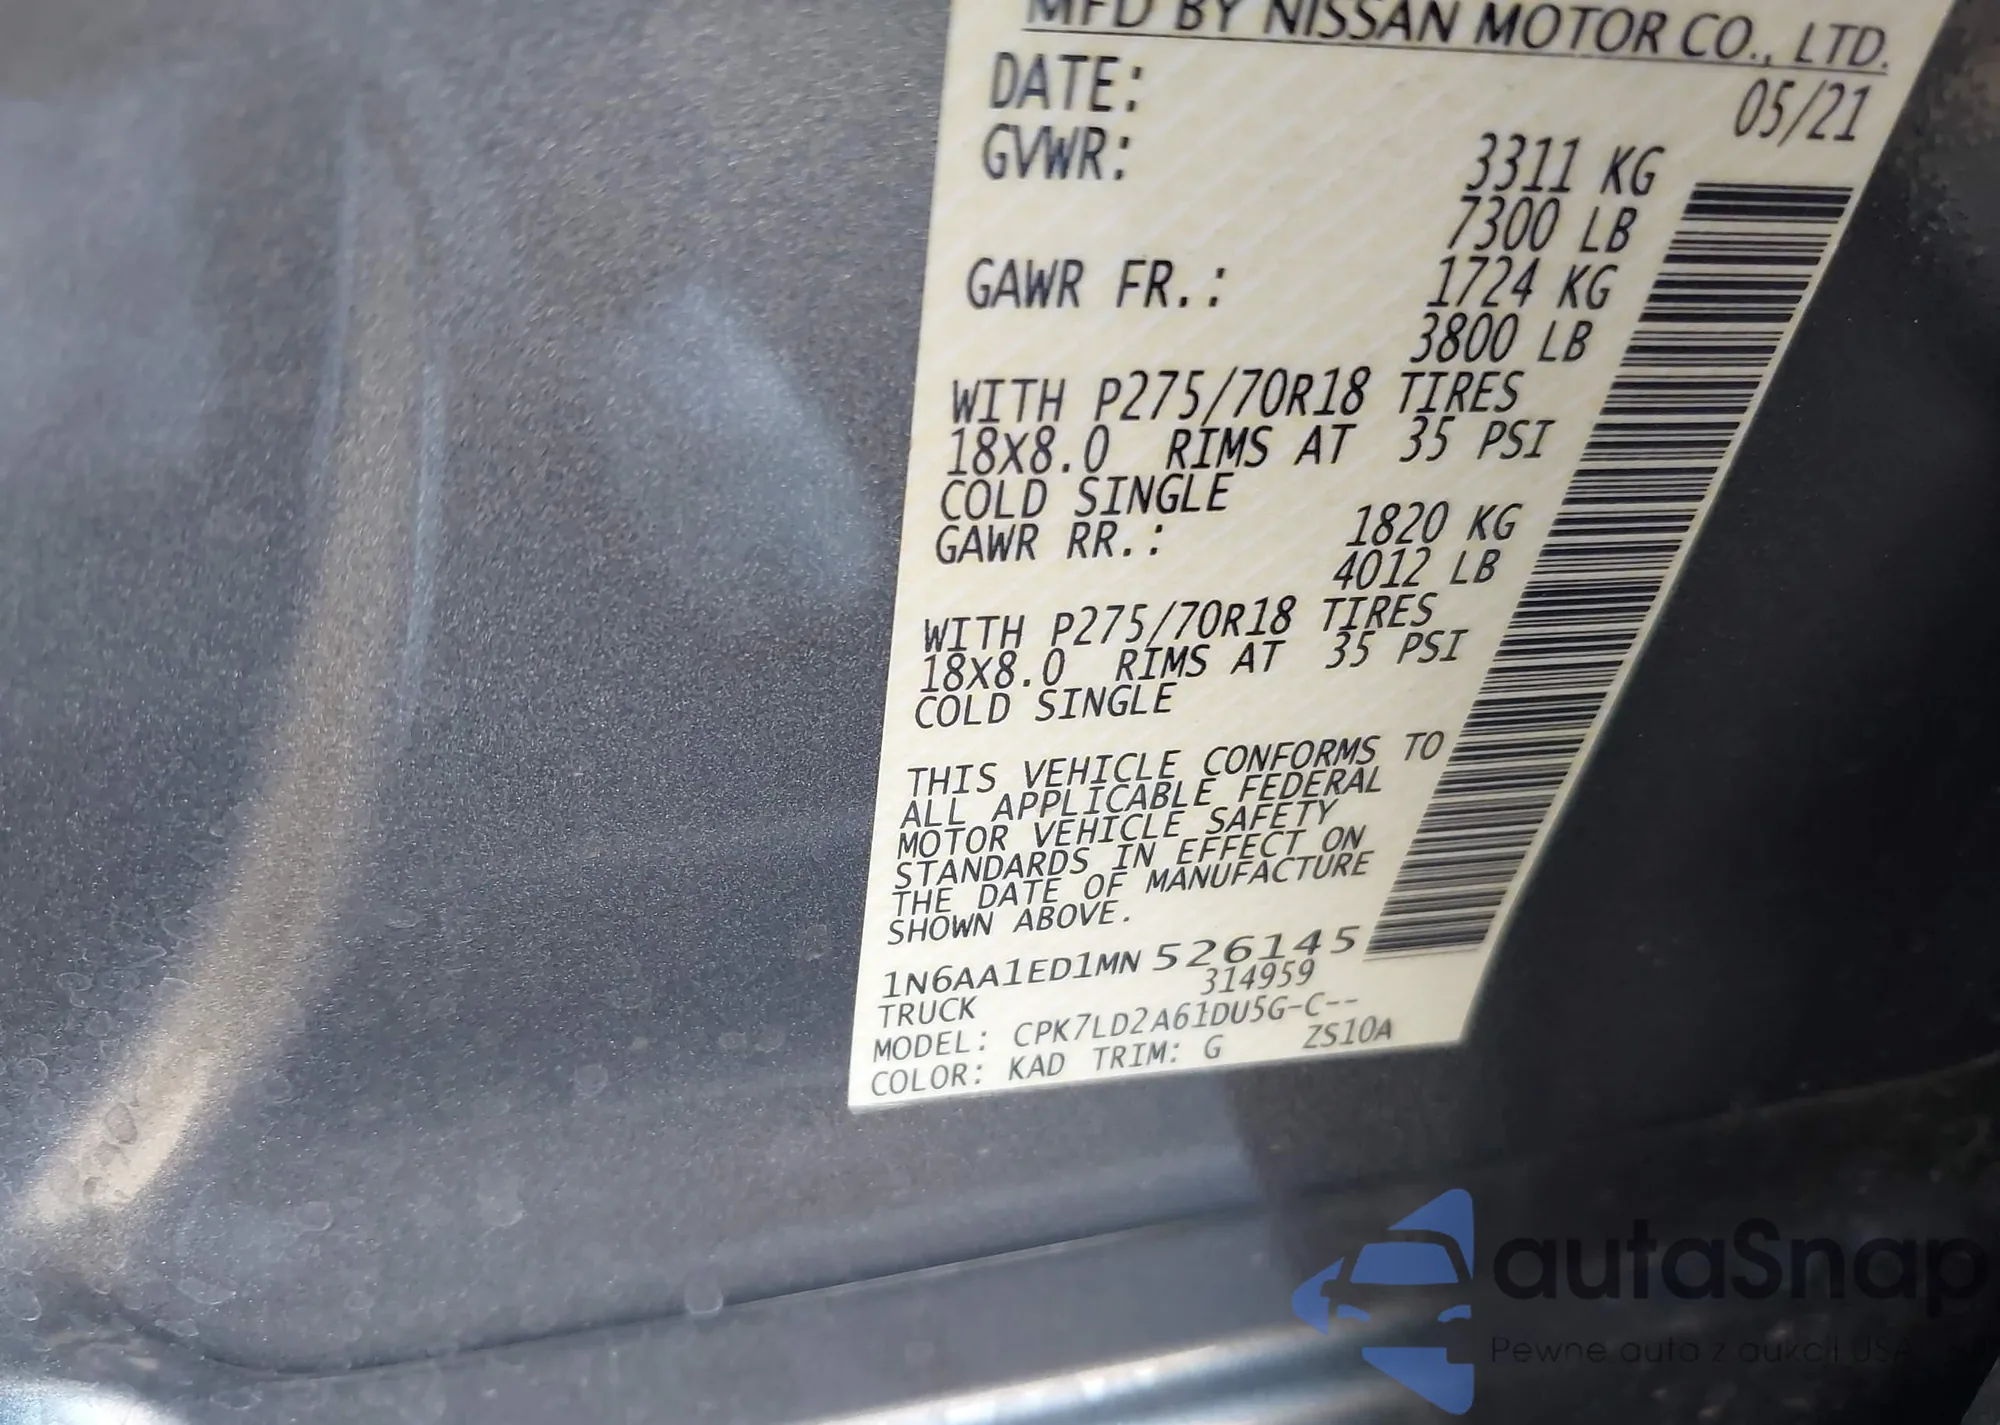 MFD BY NISSAN MOTOR CO., LTD.
DATE: 05/21
GVWR: 3311 KG
7300 LB
GAWR FR.: 1724 KG
3800 LB
WITH P275/70R18 TIRES
18X8.0 RIMS AT 35 PSI
COLD SINGLE
GAWR RR.: 1820 KG
4012 LB
WITH P275/70R18 TIRES
18X8.0 RIMS AT 35 PSI
COLD SINGLE
THIS VEHICLE CONFORMS TO
ALL APPLICABLE FEDERAL
MOTOR VEHICLE SAFETY
STANDARDS IN EFFECT ON
THE DATE OF MANUFACTURE
SHOWN ABOVE.
1N6AA1ED1MN 526145
314959
TRUCK
MODEL: CPK7LD2A61DU5G-C--
COLOR: KAD TRIM: G ZS10A
autaSnap
Pewne auta z aukcji USA